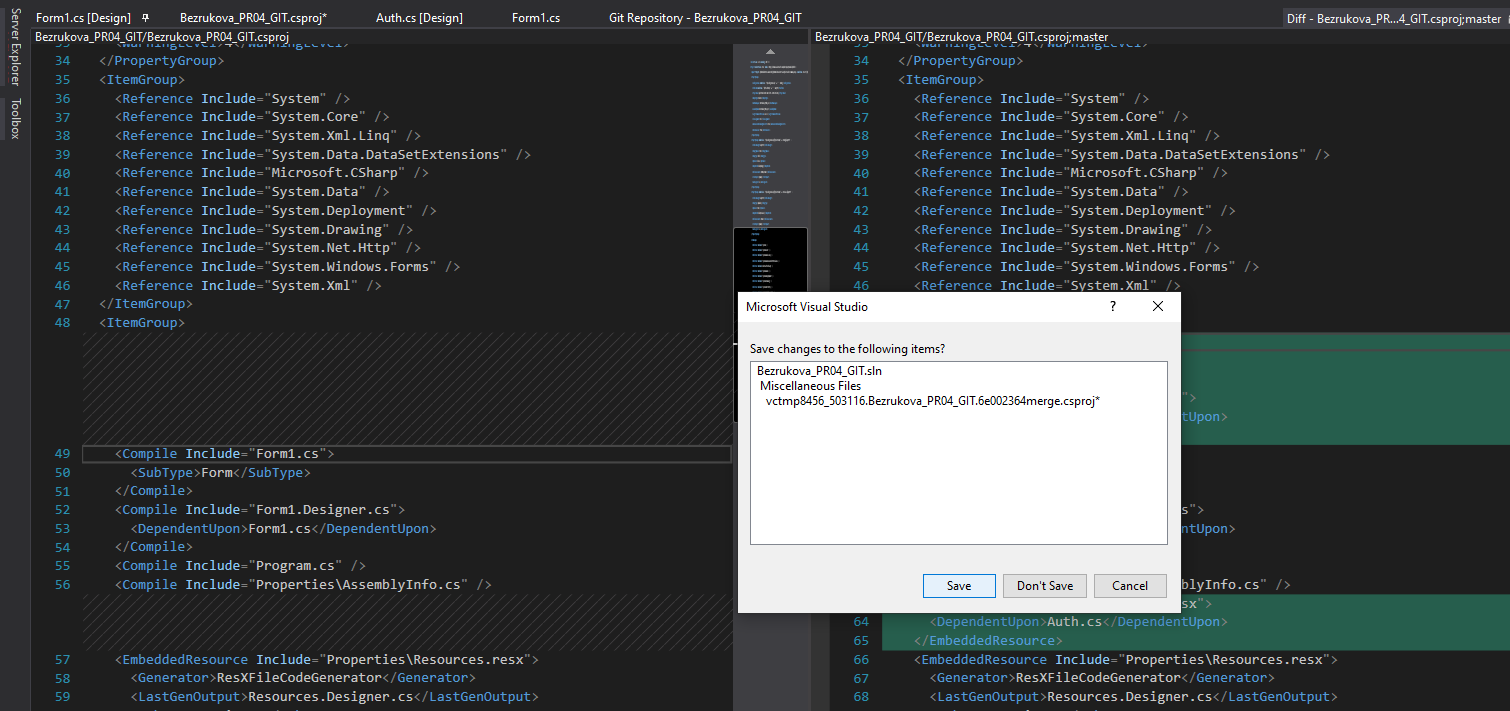 Server Explorer
Toolbox
Form1.cs [Design]
Bezrukova_PR04_GIT.csproj*
Auth.cs [Design]
Form1.cs
Git Repository - Bezrukova_PR04_GIT
Diff - Bezrukova_PR...4_GIT.csproj;master
Bezrukova_PR04_GIT/Bezrukova_PR04_GIT.csproj
33 <WarningLevel>4</WarningLevel>
34 </PropertyGroup>
35 <ItemGroup>
36 <Reference Include="System" />
37 <Reference Include="System.Core" />
38 <Reference Include="System.Xml.Linq" />
39 <Reference Include="System.Data.DataSetExtensions" />
40 <Reference Include="Microsoft.CSharp" />
41 <Reference Include="System.Data" />
42 <Reference Include="System.Deployment" />
43 <Reference Include="System.Drawing" />
44 <Reference Include="System.Net.Http" />
45 <Reference Include="System.Windows.Forms" />
46 <Reference Include="System.Xml" />
47 </ItemGroup>
48 <ItemGroup>
49 <Compile Include="Form1.cs">
50 <SubType>Form</SubType>
51 </Compile>
52 <Compile Include="Form1.Designer.cs">
53 <DependentUpon>Form1.cs</DependentUpon>
54 </Compile>
55 <Compile Include="Program.cs" />
56 <Compile Include="Properties\AssemblyInfo.cs" />
57 <EmbeddedResource Include="Properties\Resources.resx">
58 <Generator>ResXFileCodeGenerator</Generator>
59 <LastGenOutput>Resources.Designer.cs</LastGenOutput>
Bezrukova_PR04_GIT/Bezrukova_PR04_GIT.csproj;master
33 <WarningLevel>4</WarningLevel>
34 </PropertyGroup>
35 <ItemGroup>
36 <Reference Include="System" />
37 <Reference Include="System.Core" />
38 <Reference Include="System.Xml.Linq" />
39 <Reference Include="System.Data.DataSetExtensions" />
40 <Reference Include="Microsoft.CSharp" />
41 <Reference Include="System.Data" />
42 <Reference Include="System.Deployment" />
43 <Reference Include="System.Drawing" />
44 <Reference Include="System.Net.Http" />
45 <Reference Include="System.Windows.Forms" />
46 <Reference Include="System.Xml" />
">
tUpon>
s">
ntUpon>
blyInfo.cs" />
sx">
64 <DependentUpon>Auth.cs</DependentUpon>
65 </EmbeddedResource>
66 <EmbeddedResource Include="Properties\Resources.resx">
67 <Generator>ResXFileCodeGenerator</Generator>
68 <LastGenOutput>Resources.Designer.cs</LastGenOutput>
Microsoft Visual Studio
?
Save changes to the following items?
Bezrukova_PR04_GIT.sln
Miscellaneous Files
vctmp8456_503116.Bezrukova_PR04_GIT.6e002364merge.csproj*
Save
Don't Save
Cancel